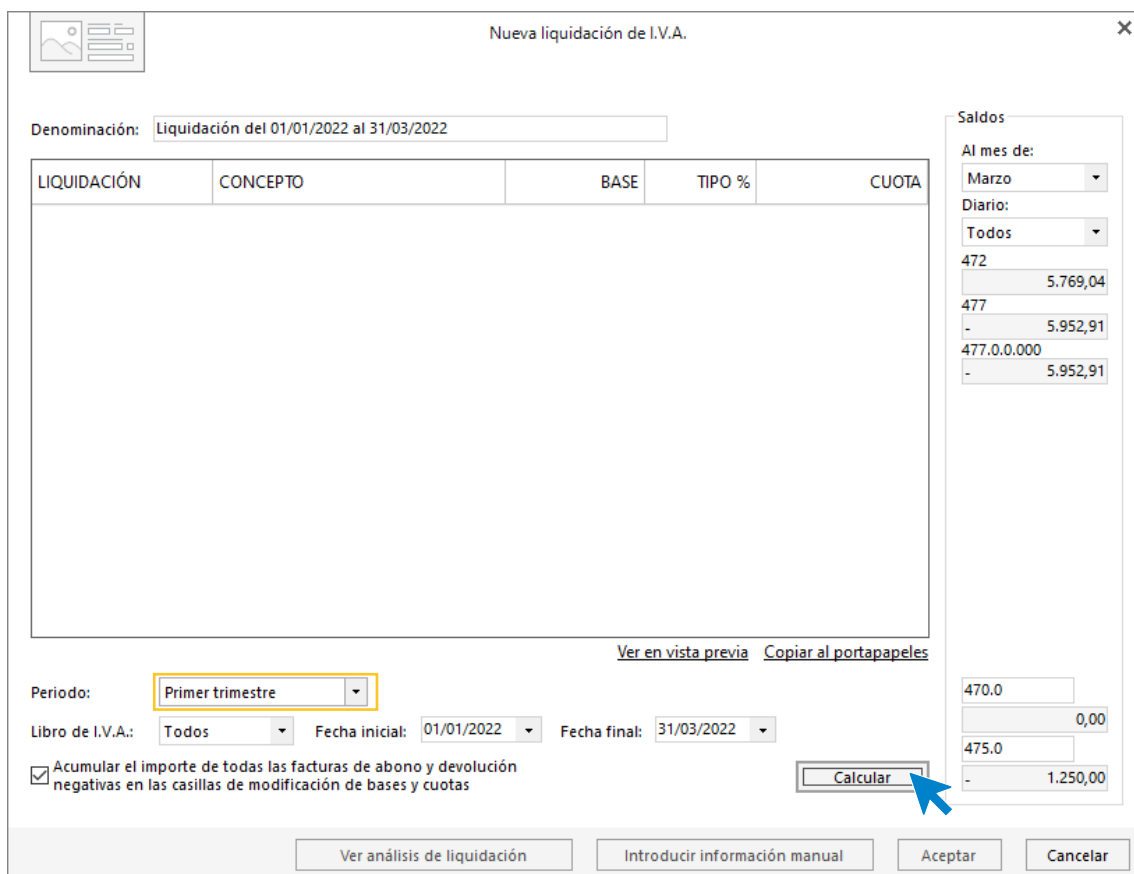 Nueva liquidación de I.V.A.
Denominación: Liquidación del 01/01/2022 al 31/03/2022
LIQUIDACIÓN CONCEPTO BASE TIPO % CUOTA
Ver en vista previa Copiar al portapapeles
Periodo: Primer trimestre
Libro de I.V.A.: Todos Fecha inicial: 01/01/2022 Fecha final: 31/03/2022
Acumular el importe de todas las facturas de abono y devolución
negativas en las casillas de modificación de bases y cuotas
Calcular
Saldos
Al mes de:
Marzo
Diario:
Todos
472
5.769,04
477
- 5.952,91
477.0.0.000
- 5.952,91
470.0
0,00
475.0
- 1.250,00
Ver análisis de liquidación Introducir información manual Aceptar Cancelar